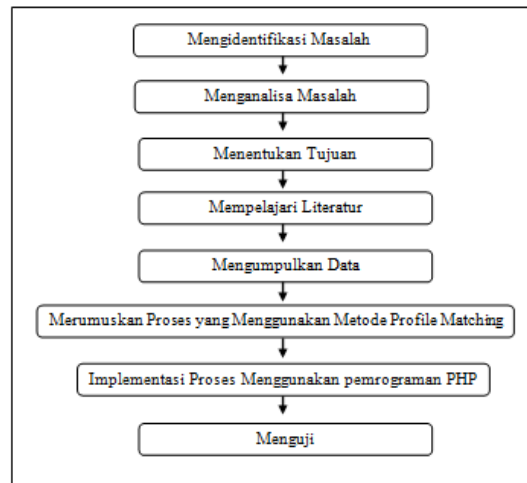 Mengidentifikasi Masalah
Menganalisa Masalah
Menentukan Tujuan
Mempelajari Literatur
Mengumpulkan Data
Merumuskan Proses yang Menggunakan Metode Profile Matching
Implementasi Proses Menggunakan pemrograman PHP
Menguji